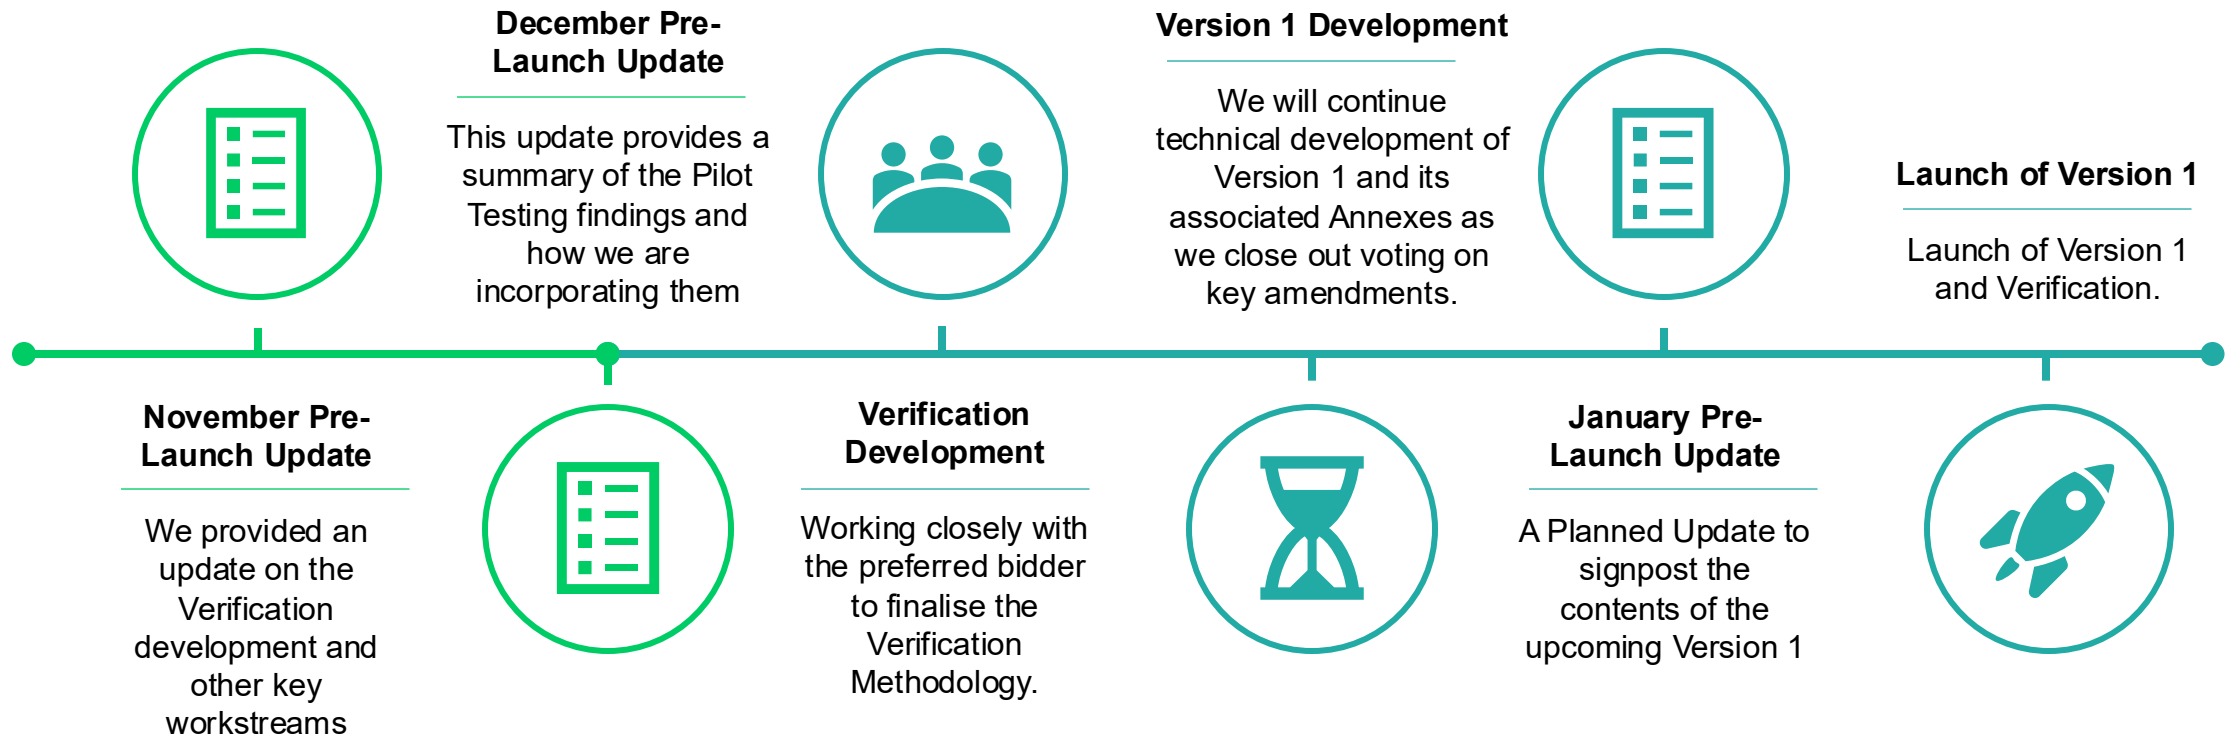 November Pre-
Launch Update
We provided an
update on the
Verification
development and
other key
workstreams
December Pre-
Launch Update
This update provides a
summary of the Pilot
Testing findings and
how we are
incorporating them
Verification
Development
Working closely with
the preferred bidder
to finalise the
Verification
Methodology.
Version 1 Development
We will continue
technical development of
Version 1 and its
associated Annexes as
we close out voting on
key amendments.
January Pre-
Launch Update
A Planned Update to
signpost the
contents of the
upcoming Version 1
Launch of Version 1
Launch of Version 1
and Verification.